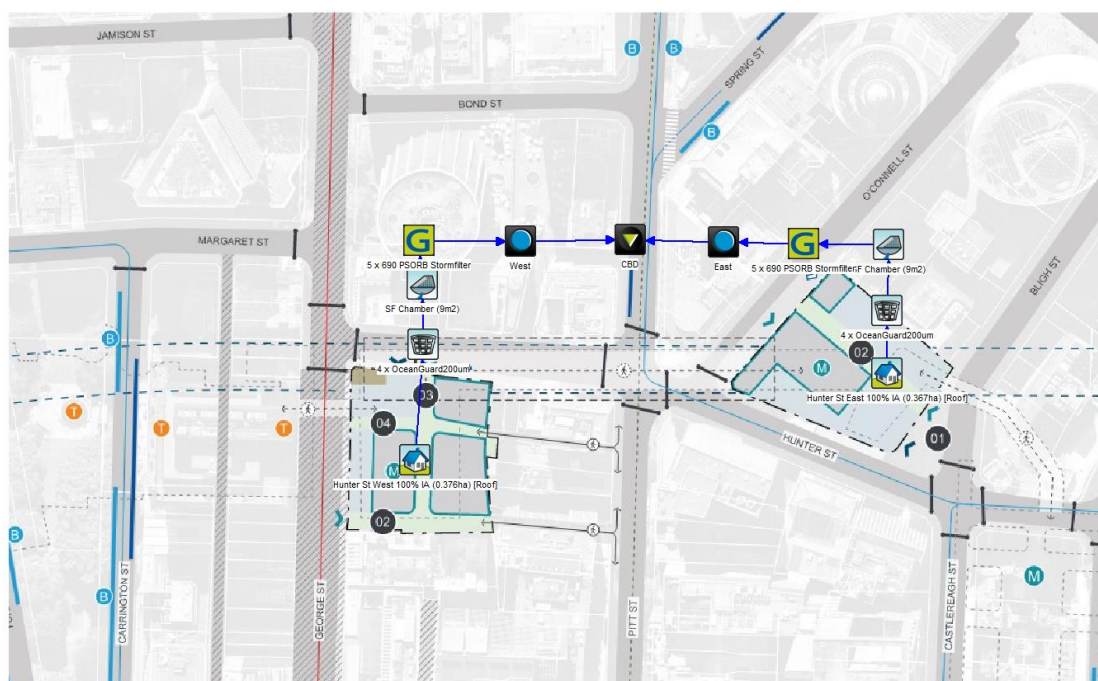 JAMISON ST
B
B
SPRING ST
BOND ST
B
O'CONNELL ST
MARGARET ST
G
5 x 690 PSORB Stormfilter
West
CBD
East
G
5 x 690 PSORB Stormfilter
F Chamber (9m2)
BLIGH ST
SF Chamber (9m2)
4 x OceanGuard200um
B
4 x OceanGuard200um
02
M
Hunter St East 100% IA (0.367ha) [Roof]
03
T
T
T
04
01
HUNTER ST
M
Hunter St West 100% IA (0.376ha) [Roof]
02
B
B
CARRINGTON ST
GEORGE ST
PITT ST
CASTLEREAGH ST
M